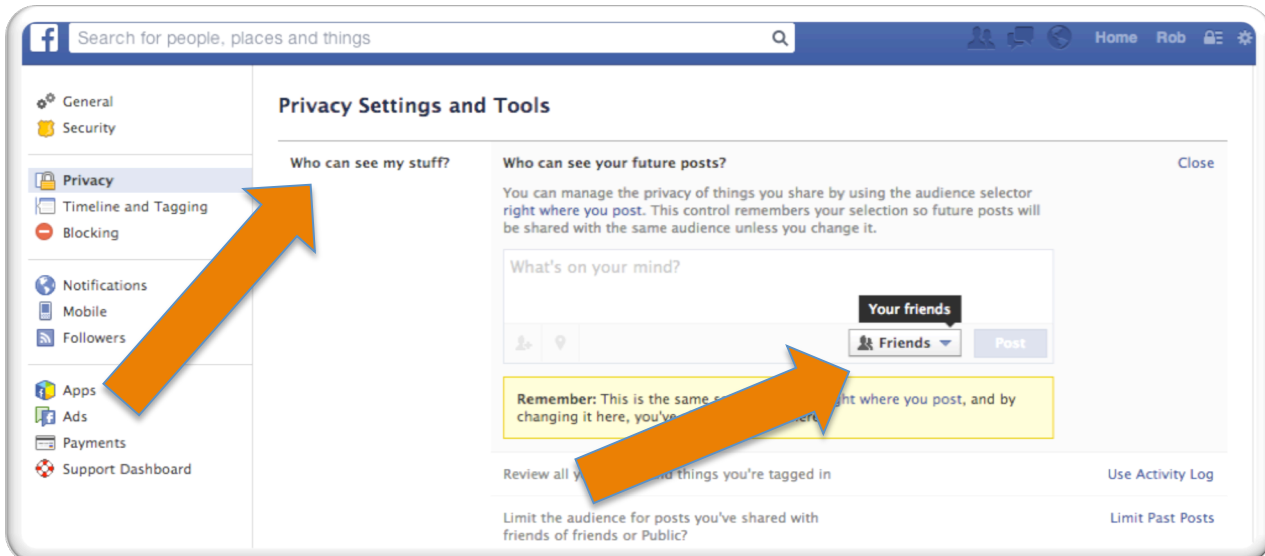 f Search for people, places and things Home Rob
General
Security
Privacy
Timeline and Tagging
Blocking
Notifications
Mobile
Followers
Apps
Ads
Payments
Support Dashboard
Privacy Settings and Tools
Who can see my stuff?
Who can see your future posts? Close
You can manage the privacy of things you share by using the audience selector
right where you post. This control remembers your selection so future posts will
be shared with the same audience unless you change it.
What's on your mind?
Your friends
Friends Post
Remember: This is the same right where you post, and by
changing it here, you've
Review all things you're tagged in Use Activity Log
Limit the audience for posts you've shared with Limit Past Posts
friends of friends or Public?